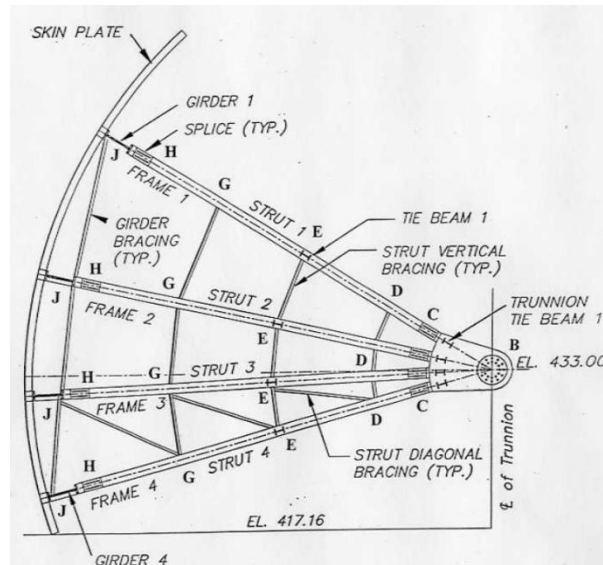 SKIN PLATE
GIRDER 1
SPLICE (TYP.)
J
H
FRAME 1
G
STRUT 1
E
TIE BEAM 1
GIRDER
BRACING
(TYP.)
STRUT VERTICAL
BRACING (TYP.)
D
C
TRUNNION
TIE BEAM 1
B
EL. 433.00
J
H
FRAME 2
G
STRUT 2
E
D
J
H
FRAME 3
G
STRUT 3
E
D
C
STRUT DIAGONAL
BRACING (TYP.)
J
H
FRAME 4
G
STRUT 4
E
℄ of Trunnion
EL. 417.16
GIRDER 4